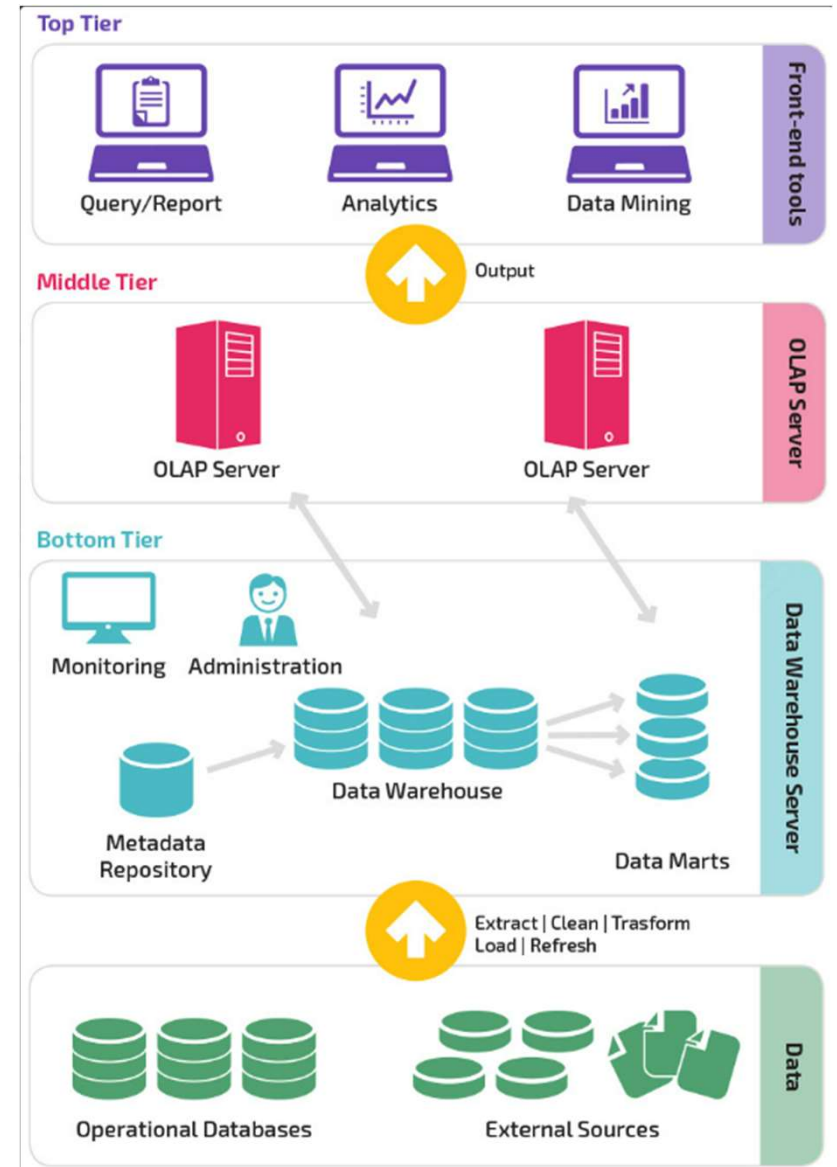 Top Tier
Query/Report
Analytics
Data Mining
Front-end tools
Output
Middle Tier
OLAP Server
OLAP Server
OLAP Server
Bottom Tier
Monitoring
Administration
Data Warehouse
Metadata
Repository
Data Marts
Data Warehouse Server
Extract | Clean | Trasform
Load | Refresh
Operational Databases
External Sources
Data